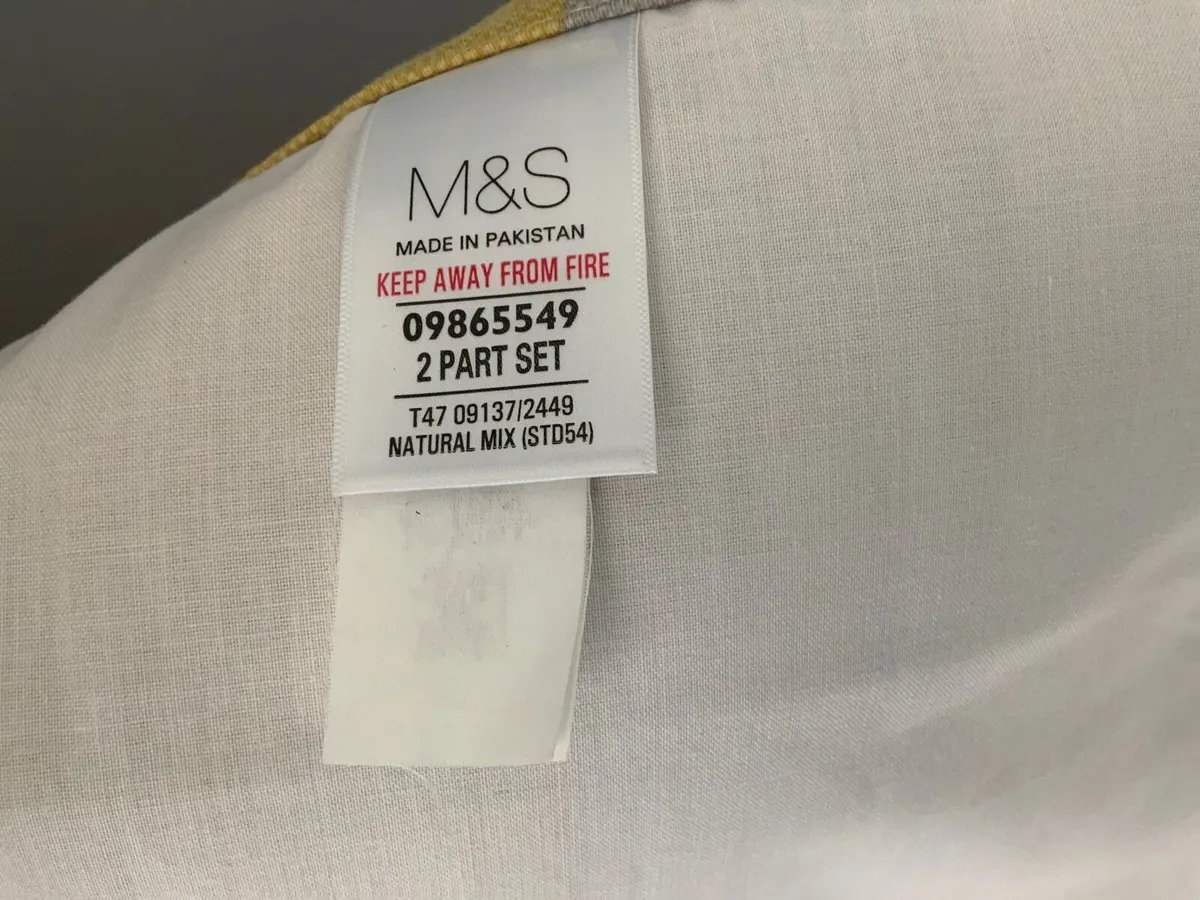 M&S
MADE IN PAKISTAN
KEEP AWAY FROM FIRE
09865549
2 PART SET
T47 09137/2449
NATURAL MIX (STD54)